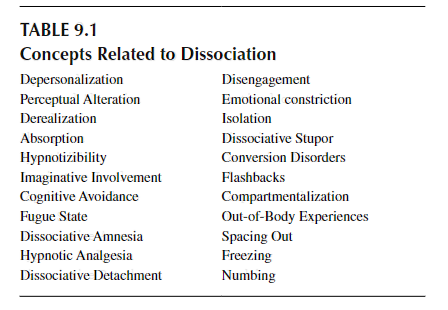 TABLE 9.1
Concepts Related to Dissociation
Depersonalization
Perceptual Alteration
Derealization
Absorption
Hypnotizibility
Imaginative Involvement
Cognitive Avoidance
Fugue State
Dissociative Amnesia
Hypnotic Analgesia
Dissociative Detachment
Disengagement
Emotional constriction
Isolation
Dissociative Stupor
Conversion Disorders
Flashbacks
Compartmentalization
Out-of-Body Experiences
Spacing Out
Freezing
Numbing